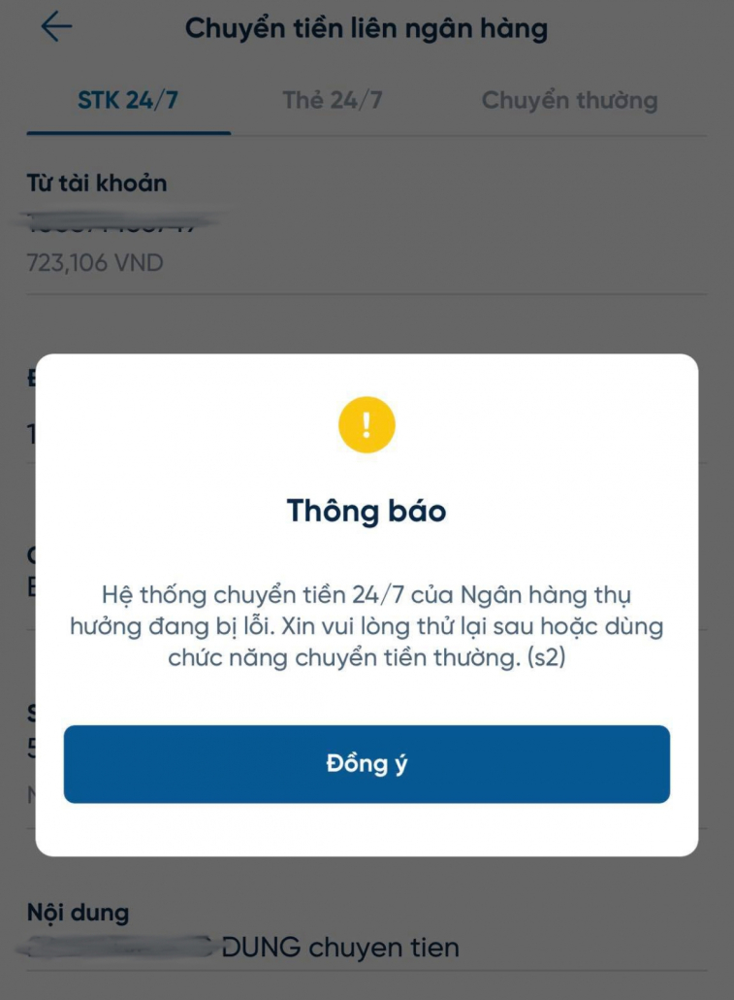 Chuyển tiền liên ngân hàng
STK 24/7
Thẻ 24/7
Chuyển thường
Từ tài khoản
723,106 VND
Thông báo
Hệ thống chuyển tiền 24/7 của Ngân hàng thụ
hưởng đang bị lỗi. Xin vui lòng thử lại sau hoặc dùng
chức năng chuyển tiền thường. (s2)
Đồng ý
Nội dung
DUNG chuyen tien